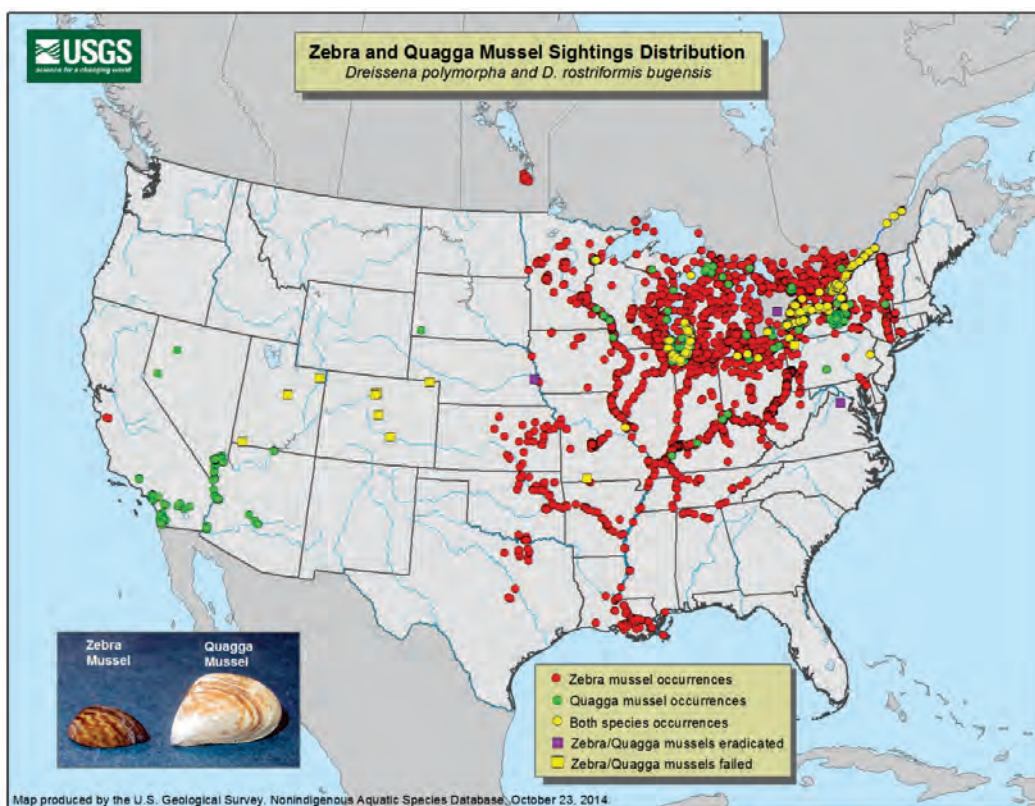 USGS
science for a changing world
Zebra and Quagga Mussel Sightings Distribution
Dreissena polymorpha and D. rostriformis bugensis
Zebra
Mussel
Quagga
Mussel
Zebra mussel occurrences
Quagga mussel occurrences
Both species occurrences
Zebra/Quagga mussels eradicated
Zebra/Quagga mussels failed
Map produced by the U.S. Geological Survey, Nonindigenous Aquatic Species Database, October 23, 2014.